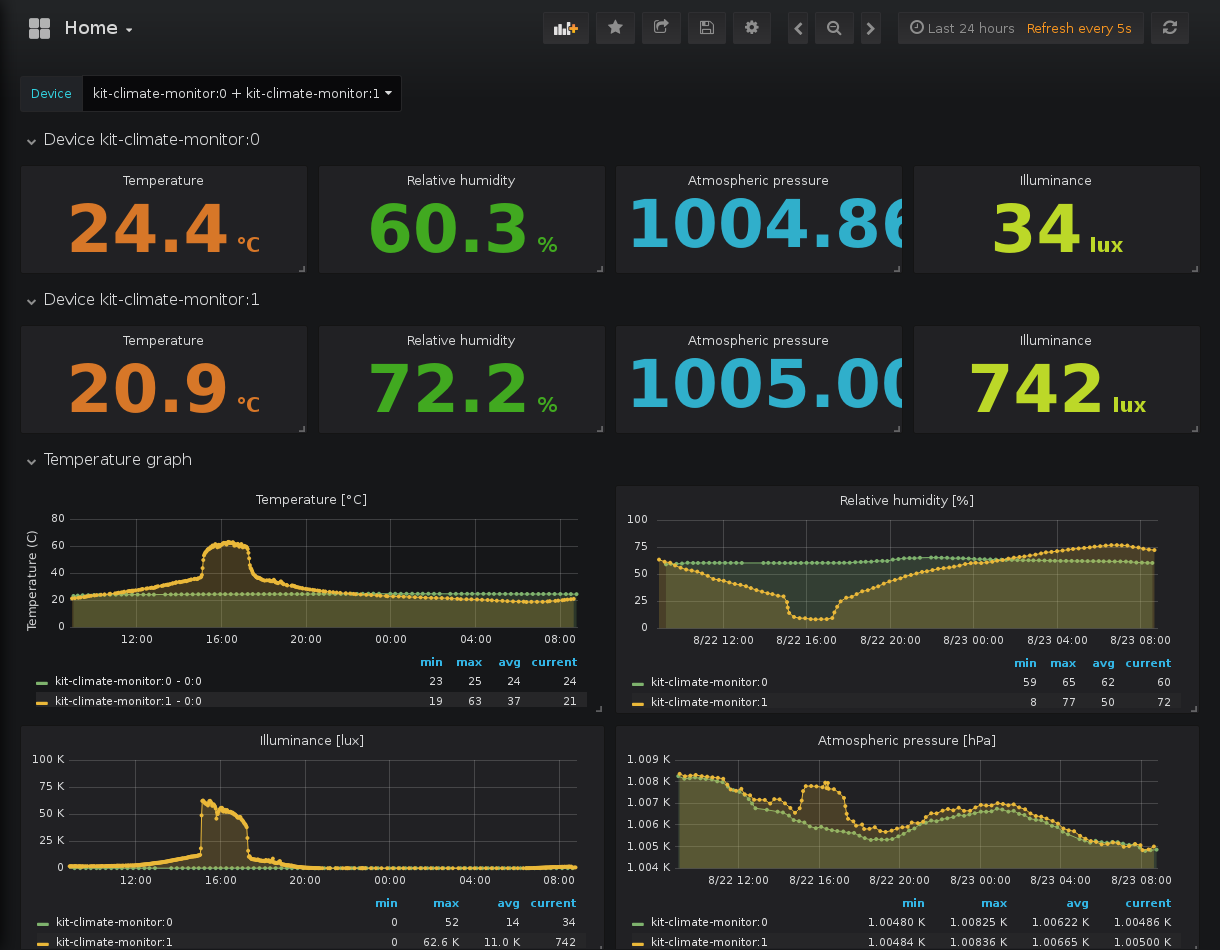 Home
Last 24 hours Refresh every 5s
Device kit-climate-monitor:0 + kit-climate-monitor:1
Device kit-climate-monitor:0
Temperature Relative humidity Atmospheric pressure Illuminance
24.4 °C 60.3 % 1004.86 34 lux
Device kit-climate-monitor:1
Temperature Relative humidity Atmospheric pressure Illuminance
20.9 °C 72.2 % 1005.00 742 lux
Temperature graph
Temperature [°C]
Temperature (C)
80
60
40
20
0
12:00 16:00 20:00 00:00 04:00 08:00
min max avg current
kit-climate-monitor:0 - 0:0 23 25 24 24
kit-climate-monitor:1 - 0:0 19 63 37 21
Relative humidity [%]
100
75
50
25
0
8/22 12:00 8/22 16:00 8/22 20:00 8/23 00:00 8/23 04:00 8/23 08:00
min max avg current
kit-climate-monitor:0 59 65 62 60
kit-climate-monitor:1 8 77 50 72
Illuminance [lux]
100 K
75 K
50 K
25 K
0
12:00 16:00 20:00 00:00 04:00 08:00
min max avg current
kit-climate-monitor:0 0 52 14 34
kit-climate-monitor:1 0 62.6 K 11.0 K 742
Atmospheric pressure [hPa]
1.009 K
1.008 K
1.007 K
1.006 K
1.005 K
1.004 K
8/22 12:00 8/22 16:00 8/22 20:00 8/23 00:00 8/23 04:00 8/23 08:00
min max avg current
kit-climate-monitor:0 1.00480 K 1.00825 K 1.00622 K 1.00486 K
kit-climate-monitor:1 1.00484 K 1.00836 K 1.00665 K 1.00500 K